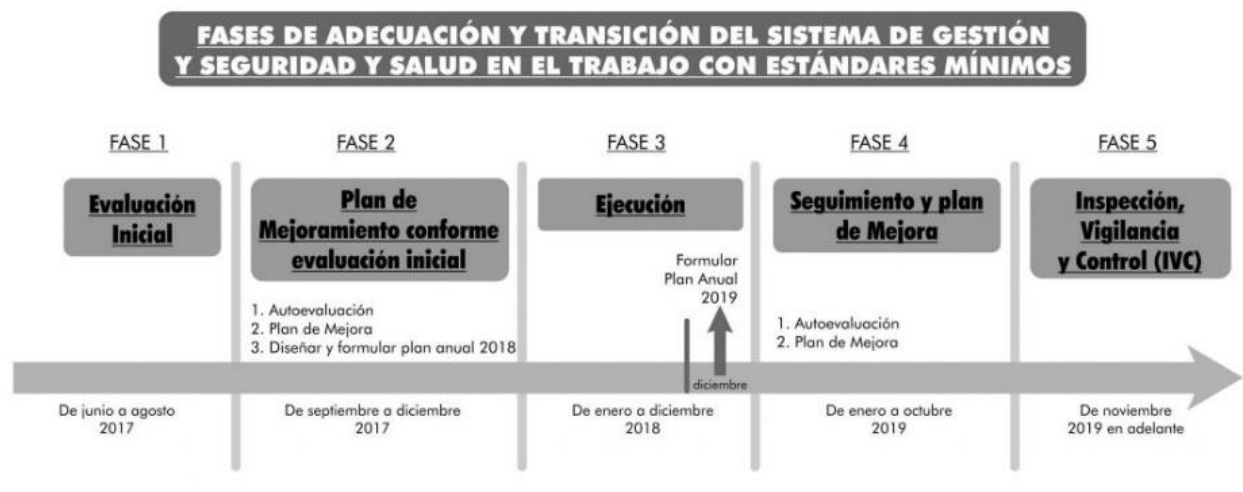 FASES DE ADECUACIÓN Y TRANSICIÓN DEL SISTEMA DE GESTIÓN
Y SEGURIDAD Y SALUD EN EL TRABAJO CON ESTÁNDARES MÍNIMOS
FASE 1
Evaluación
Inicial
De junio a agosto
2017
FASE 2
Plan de
Mejoramiento conforme
evaluación inicial
1. Autoevaluación
2. Plan de Mejora
3. Diseñar y formular plan anual 2018
De septiembre a diciembre
2017
FASE 3
Ejecución
Formular
Plan Anual
2019
diciembre
De enero a diciembre
2018
FASE 4
Seguimiento y plan
de Mejora
1. Autoevaluación
2. Plan de Mejora
De enero a octubre
2019
FASE 5
Inspección,
Vigilancia
y Control (IVC)
De noviembre
2019 en adelante